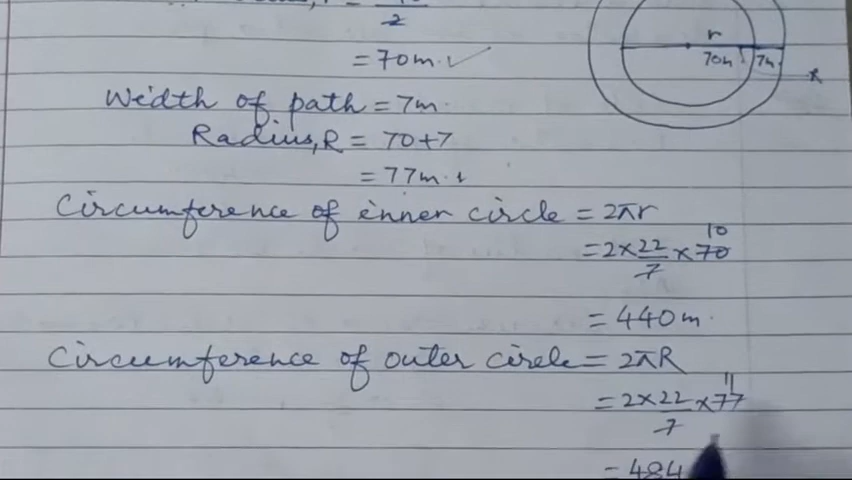 2
= 70m. ✓
r
70m 7m.
Width of path = 7m.
Radius, R = 70+7
= 77m.
Circumference of inner circle = 2πr
10
= 2×22/7 × 70
= 440m.
Circumference of outer circle = 2πR
11
= 2×22/7 × 77
= 484